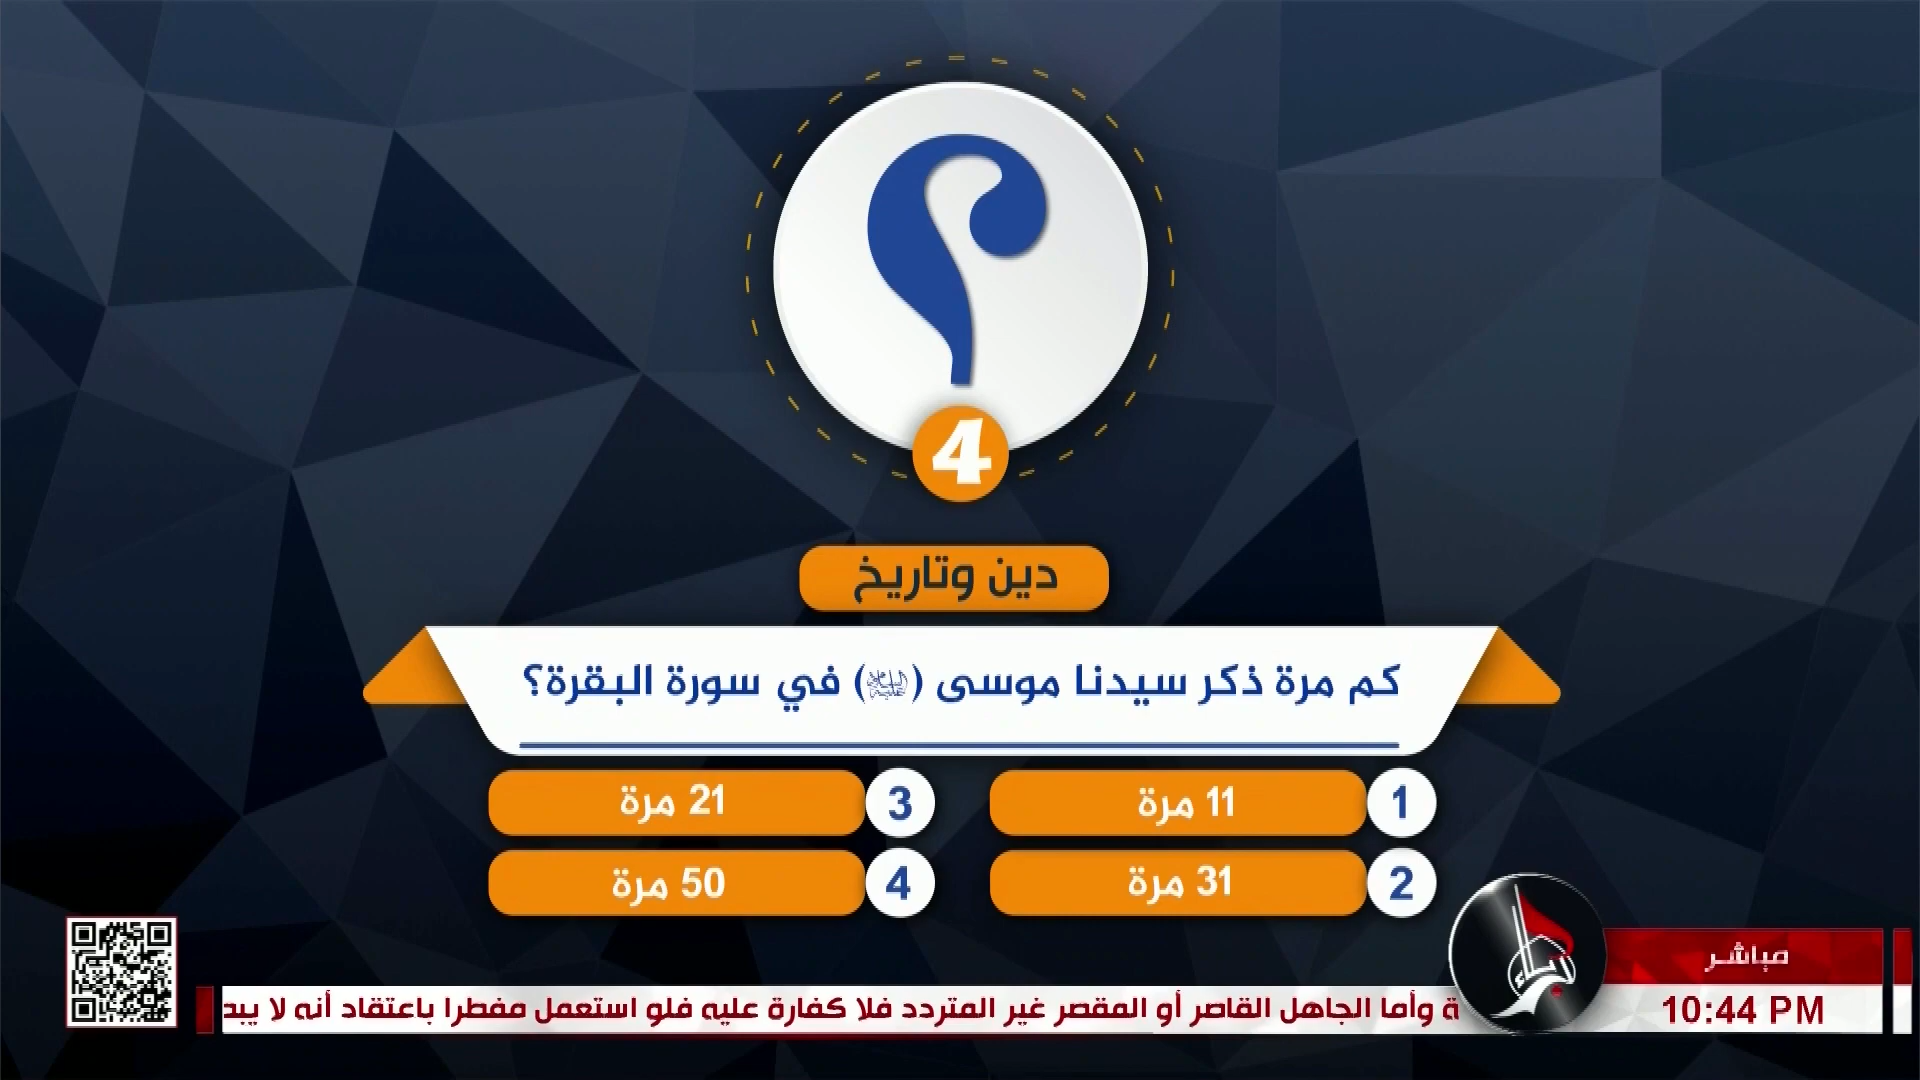 ؟
4
دين وتاريخ
كم مرة ذكر سيدنا موسى (عليه السلام) في سورة البقرة؟
1 11 مرة
3 21 مرة
2 31 مرة
4 50 مرة
كربلاء
مباشر
10:44 PM
ة وأما الجاهل القاصر أو المقصر غير المتردد فلا كفارة عليه فلو استعمل مفطرا باعتقاد أنه لا يبد